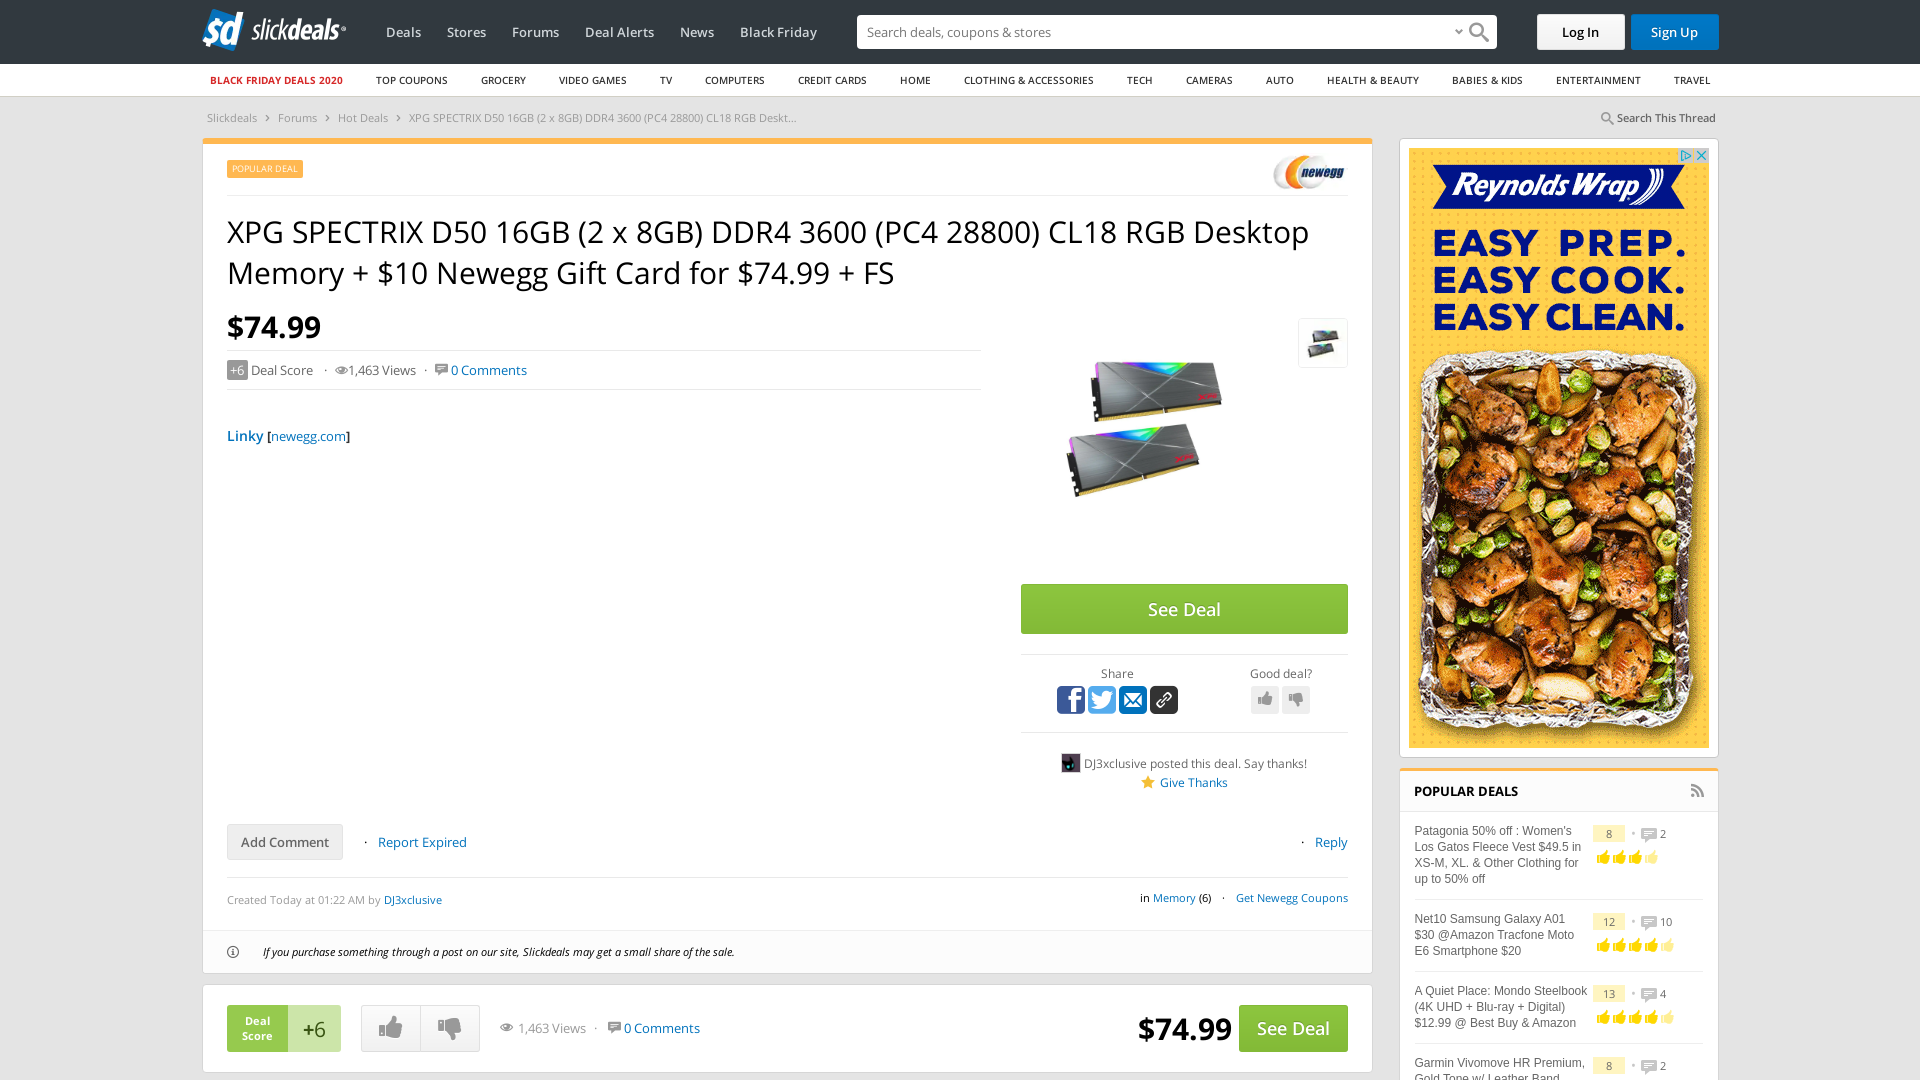 slickdeals
Deals Stores Forums Deal Alerts News Black Friday
Search deals, coupons & stores
Log In Sign Up
BLACK FRIDAY DEALS 2020 TOP COUPONS GROCERY VIDEO GAMES TV COMPUTERS CREDIT CARDS HOME CLOTHING & ACCESSORIES TECH CAMERAS AUTO HEALTH & BEAUTY BABIES & KIDS ENTERTAINMENT TRAVEL
Slickdeals › Forums › Hot Deals › XPG SPECTRIX D50 16GB (2 x 8GB) DDR4 3600 (PC4 28800) CL18 RGB Deskt...
Search This Thread
POPULAR DEAL
newegg
XPG SPECTRIX D50 16GB (2 x 8GB) DDR4 3600 (PC4 28800) CL18 RGB Desktop
Memory + $10 Newegg Gift Card for $74.99 + FS
$74.99
+6 Deal Score · 1,463 Views · 0 Comments
Linky [newegg.com]
See Deal
Share Good deal?
DJ3xclusive posted this deal. Say thanks!
Give Thanks
Add Comment · Report Expired · Reply
Created Today at 01:22 AM by DJ3xclusive
in Memory (6) · Get Newegg Coupons
If you purchase something through a post on our site, Slickdeals may get a small share of the sale.
Deal
Score
+6
1,463 Views · 0 Comments
$74.99 See Deal
Reynolds Wrap
EASY PREP.
EASY COOK.
EASY CLEAN.
POPULAR DEALS
Patagonia 50% off : Women's
Los Gatos Fleece Vest $49.5 in
XS-M, XL. & Other Clothing for
up to 50% off
8 • 2
Net10 Samsung Galaxy A01
$30 @Amazon Tracfone Moto
E6 Smartphone $20
12 • 10
A Quiet Place: Mondo Steelbook
(4K UHD + Blu-ray + Digital)
$12.99 @ Best Buy & Amazon
13 • 4
Garmin Vivomove HR Premium,
Gold Tone w/ Leather Band
8 • 2